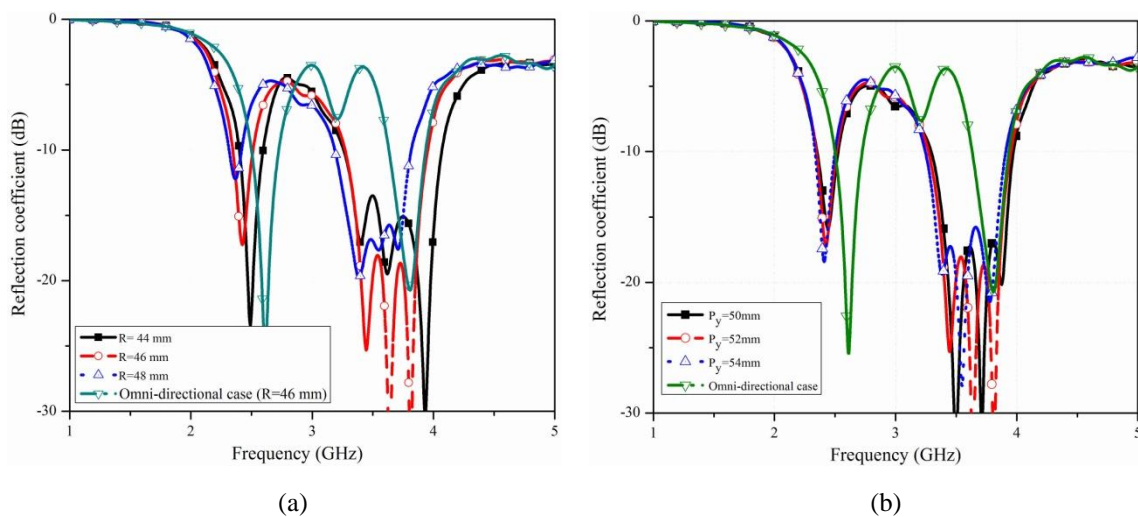 0
-10
-20
-30
1
2
3
4
5
Reflection coefficient (dB)
Frequency (GHz)
R= 44 mm
R=46 mm
R=48 mm
Omni-directional case (R=46 mm)
(a)
0
-10
-20
-30
1
2
3
4
5
Reflection coefficient (dB)
Frequency (GHz)
Py=50mm
Py=52mm
Py=54mm
Omni-directional case
(b)